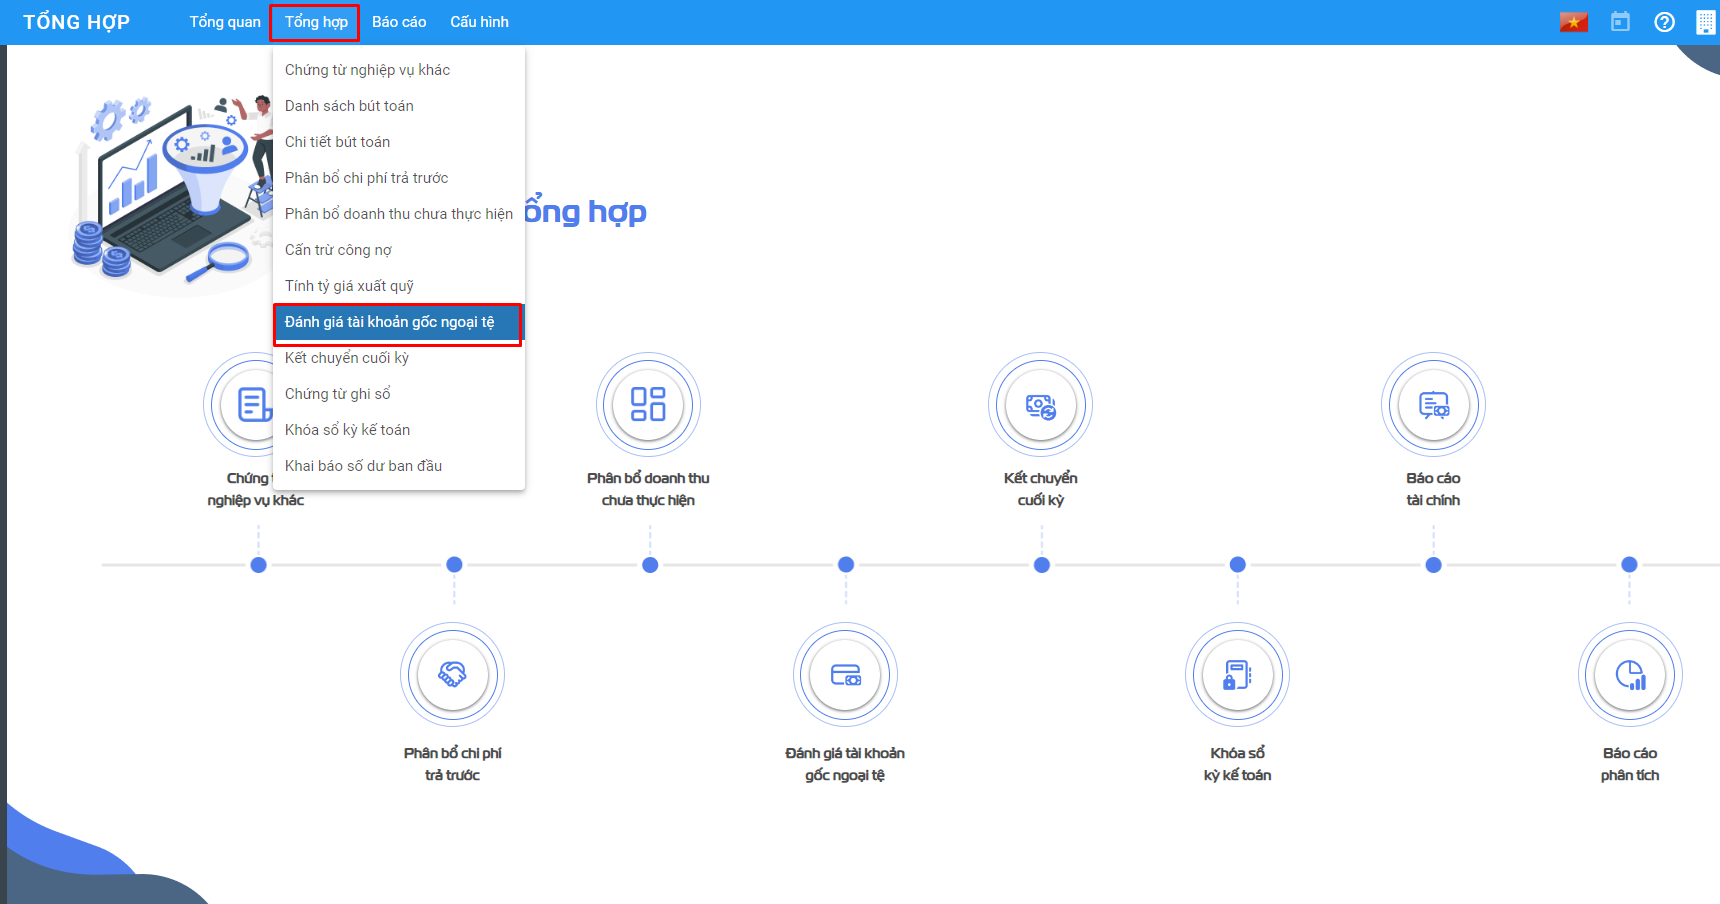 TỔNG HỢP
Tổng quan
Tổng hợp
Báo cáo
Cấu hình
Chứng từ nghiệp vụ khác
Danh sách bút toán
Chi tiết bút toán
Phân bổ chi phí trả trước
Phân bổ doanh thu chưa thực hiện
Cấn trừ công nợ
Tính tỷ giá xuất quỹ
Đánh giá tài khoản gốc ngoại tệ
Kết chuyển cuối kỳ
Chứng từ ghi sổ
Khóa sổ kỳ kế toán
Khai báo số dư ban đầu
ổng hợp
Chứng
nghiệp vụ khác
Phân bổ doanh thu
chưa thực hiện
Kết chuyển
cuối kỳ
Báo cáo
tài chính
Phân bổ chi phí
trả trước
Đánh giá tài khoản
gốc ngoại tệ
Khóa sổ
kỳ kế toán
Báo cáo
phân tích